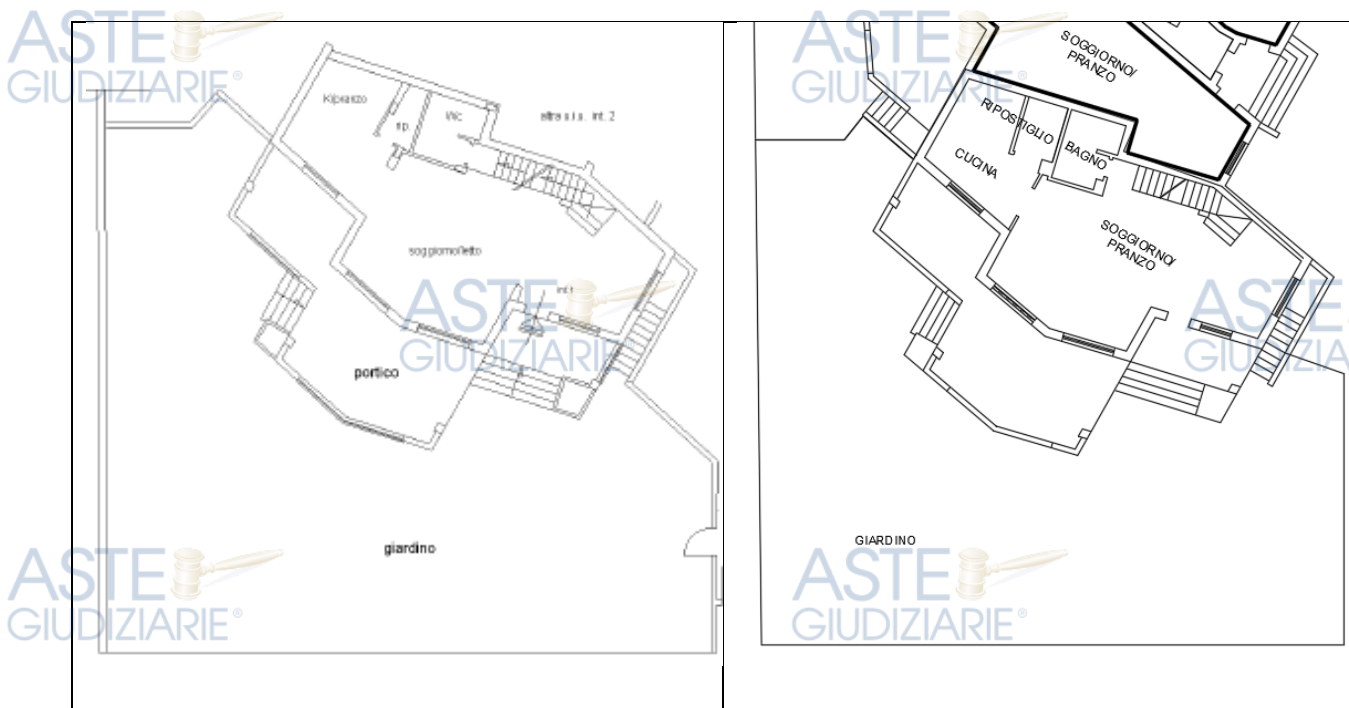 ASTE
GIUDIZIARIE®
K/pranzo
rip.
Wc
altra u.i.u. int. 2
soggiorno/letto
int.1
ASTE
GIUDIZIARIE®
portico
giardino
ASTE
GIUDIZIARIE®
ASTE
GIUDIZIARIE®
SOGGIORNO/
PRANZO
RIPOSTIGLIO
BAGNO
CUCINA
SOGGIORNO/
PRANZO
ASTE
GIUDIZIA
GIARDINO
ASTE
GIUDIZIARIE®